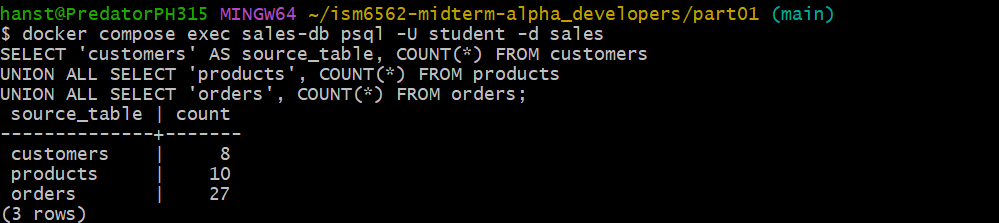 hanst@PredatorPH315 MINGW64 ~/ism6562-midterm-alpha_developers/part01 (main)
$ docker compose exec sales-db psql -U student -d sales
SELECT 'customers' AS source_table, COUNT(*) FROM customers
UNION ALL SELECT 'products', COUNT(*) FROM products
UNION ALL SELECT 'orders', COUNT(*) FROM orders;
 source_table | count
--------------+-------
 customers    |     8
 products     |    10
 orders       |    27
(3 rows)